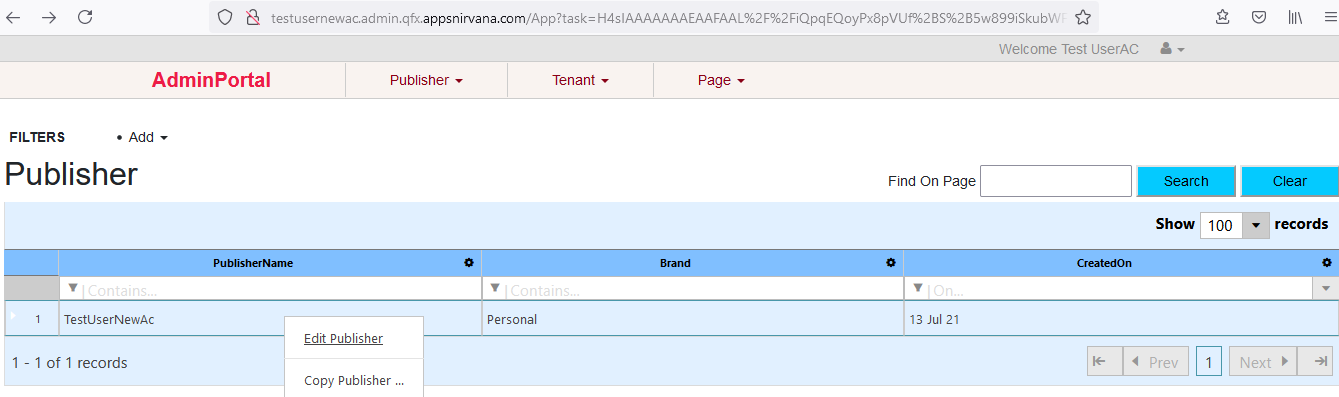 testusernewac.admin.qfx.appsnirvana.com/App?task=H4sIAAAAAAAEAAFAAL%2F%2FiQpqEQoyPx8pVUf%2BS%2B5w899iSkubWF
Welcome Test UserAC
AdminPortal Publisher Tenant Page
FILTERS • Add
Publisher
Find On Page Search Clear
Show 100 records
PublisherName Brand CreatedOn
Contains... Contains... On...
1 TestUserNewAc Personal 13 Jul 21
Edit Publisher
1 - 1 of 1 records Prev 1 Next
Copy Publisher ...